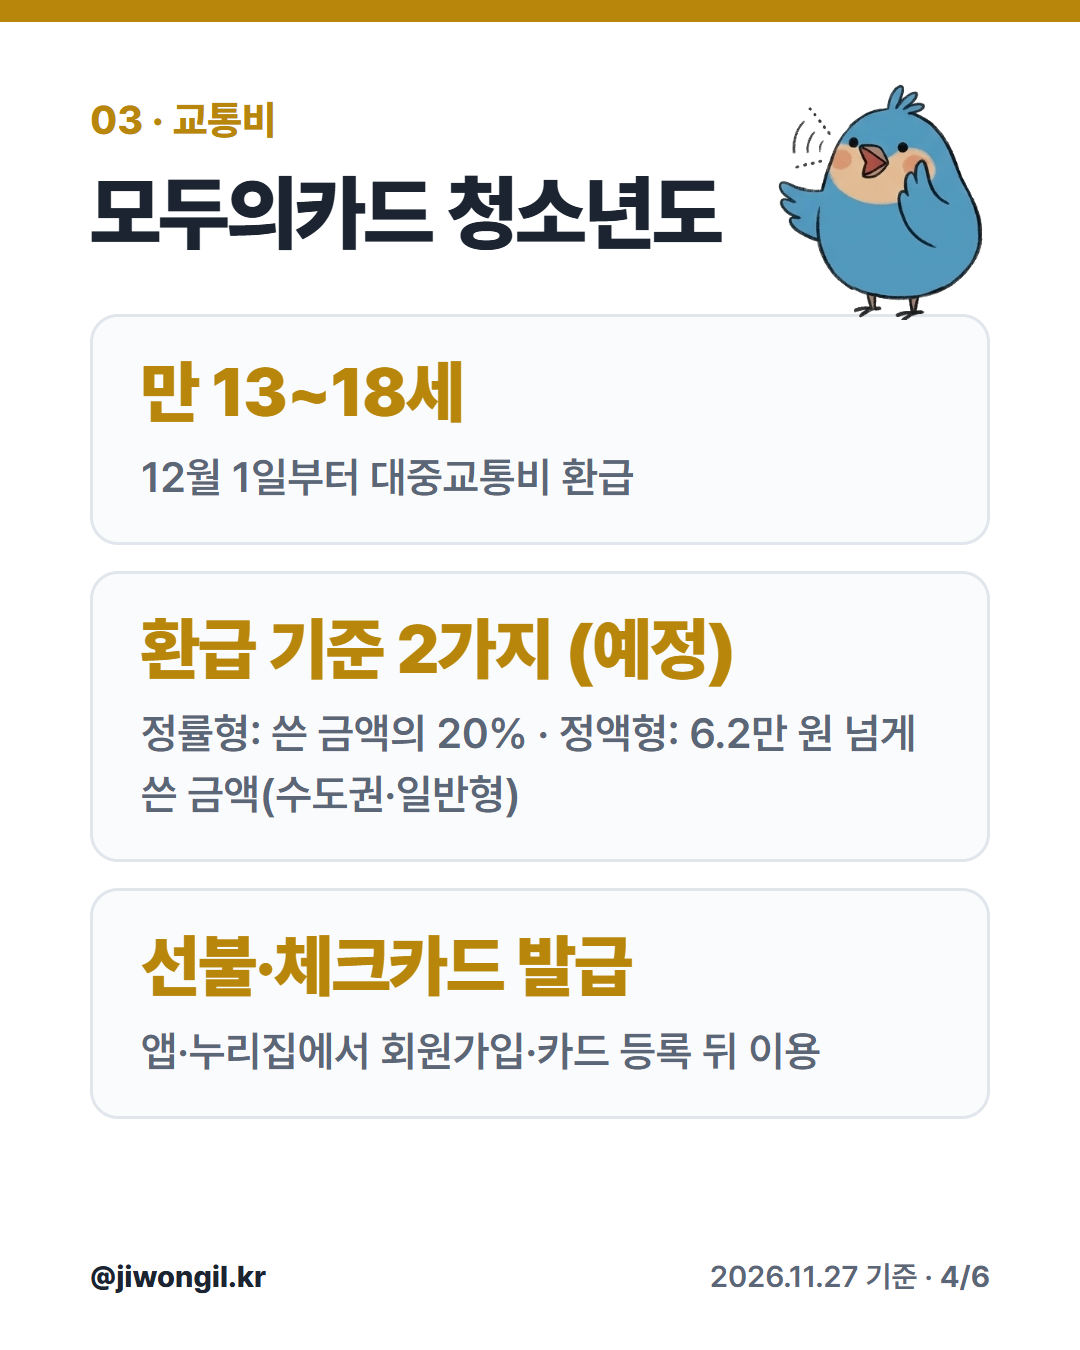 03 · 교통비
모두의카드 청소년도
만 13~18세
12월 1일부터 대중교통비 환급
환급 기준 2가지 (예정)
정률형: 쓴 금액의 20% · 정액형: 6.2만 원 넘게
쓴 금액(수도권·일반형)
선불·체크카드 발급
앱·누리집에서 회원가입·카드 등록 뒤 이용
@jiwongil.kr
2026.11.27 기준 · 4/6